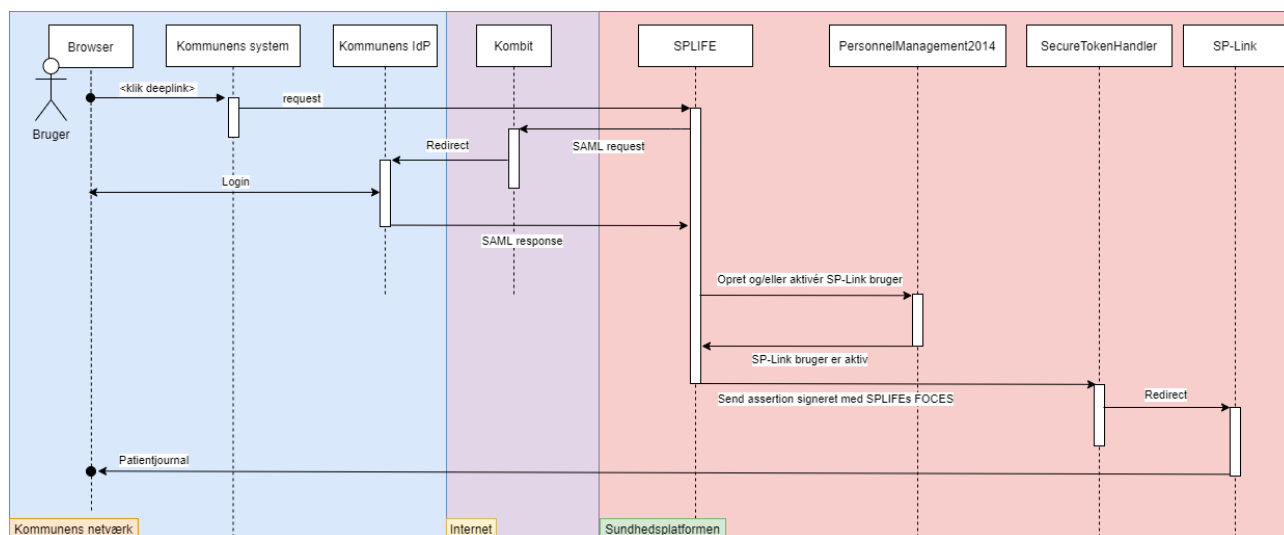 Browser
Kommunens system
Kommunens IdP
Kombit
SPLIFE
PersonnelManagement2014
SecureTokenHandler
SP-Link
<klik deeplink>
request
Bruger
Redirect
SAML request
Login
SAML response
Opret og/eller aktivér SP-Link bruger
SP-Link bruger er aktiv
Send assertion signeret med SPLIFEs FOCES
Redirect
Patientjournal
Kommunens netværk
Internet
Sundhedsplatformen